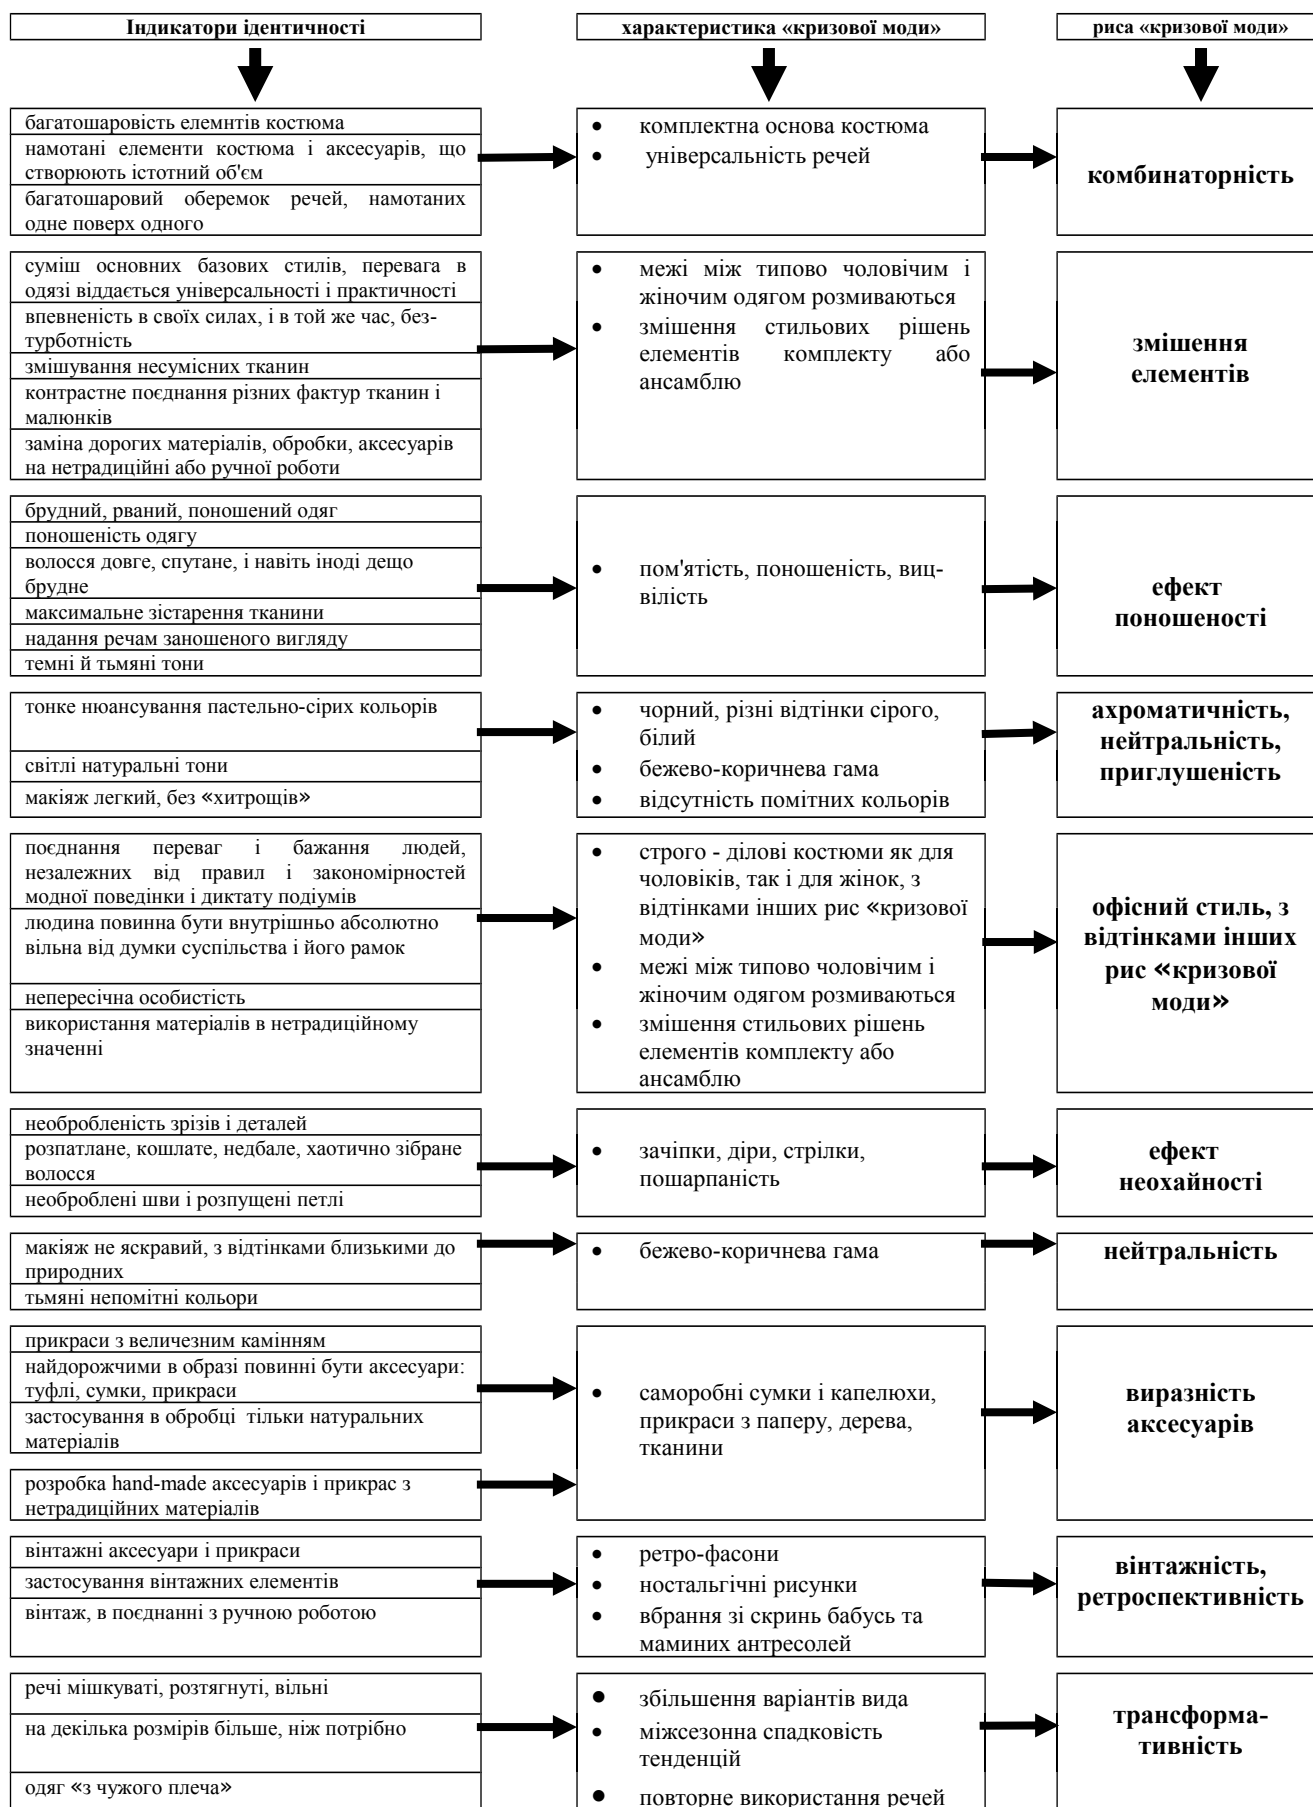 Індикатори ідентичності
характеристика «кризової моди»
риса «кризової моди»
багатошаровість елемнтів костюма
намотані елементи костюма і аксесуарів, що
створюють істотний об'єм
багатошаровий оберемок речей, намотаних
одне поверх одного
комплектна основа костюма
універсальність речей
комбинаторність
суміш основних базових стилів, перевага в
одязі віддається універсальності і практичності
впевненість в своїх силах, і в той же час, без-
турботність
змішування несумісних тканин
контрастне поєднання різних фактур тканин і
малюнків
заміна дорогих матеріалів, обробки, аксесуарів
на нетрадиційні або ручної роботи
межі між типово чоловічим і
жіночим одягом розмиваються
змішення стильових рішень
елементів комплекту або
ансамблю
змішення
елементів
брудний, рваний, поношений одяг
поношеність одягу
волосся довге, спутане, і навіть іноді дещо
брудне
максимальне зістарення тканини
надання речам заношеного вигляду
темні й тьмяні тони
пом'ятість, поношеність, виц-
вілість
ефект
поношеності
тонке нюансування пастельно-сірих кольорів
світлі натуральні тони
макіяж легкий, без «хитрощів»
чорний, різні відтінки сірого,
білий
бежево-коричнева гама
відсутність помітних кольорів
ахроматичність,
нейтральність,
приглушеність
поєднання переваг і бажання людей,
незалежних від правил і закономірностей
модної поведінки і диктату подіумів
людина повинна бути внутрішньо абсолютно
вільна від думки суспільства і його рамок
непересічна особистість
використання матеріалів в нетрадиційному
значенні
строго - ділові костюми як для
чоловіків, так і для жінок, з
відтінками інших рис «кризової
моди»
межі між типово чоловічим і
жіночим одягом розмиваються
змішення стильових рішень
елементів комплекту або
ансамблю
офісний стиль, з
відтінками інших
рис «кризової
моди»
необробленість зрізів і деталей
розпатлане, кошлате, недбале, хаотично зібране
волосся
необроблені шви і розпущені петлі
зачіпки, діри, стрілки,
пошарпаність
ефект
неохайності
макіяж не яскравий, з відтінками близькими до
природних
тьмяні непомітні кольори
бежево-коричнева гама
нейтральність
прикраси з величезним камінням
найдорожчими в образі повинні бути аксесуари:
туфлі, сумки, прикраси
застосування в обробці тільки натуральних
матеріалів
розробка hand-made аксесуарів і прикрас з
нетрадиційних матеріалів
саморобні сумки і капелюхи,
прикраси з паперу, дерева,
тканини
виразність
аксесуарів
вінтажні аксесуари і прикраси
застосування вінтажних елементів
вінтаж, в поєднанні з ручною роботою
ретро-фасони
ностальгічні рисунки
вбрання зі скринь бабусь та
маминих антресолей
вінтажність,
ретроспективність
речі мішкуваті, розтягнуті, вільні
на декілька розмірів більше, ніж потрібно
одяг «з чужого плеча»
збільшення варіантів вида
міжсезонна спадковість
тенденцій
повторне використання речей
трансформа-
тивність